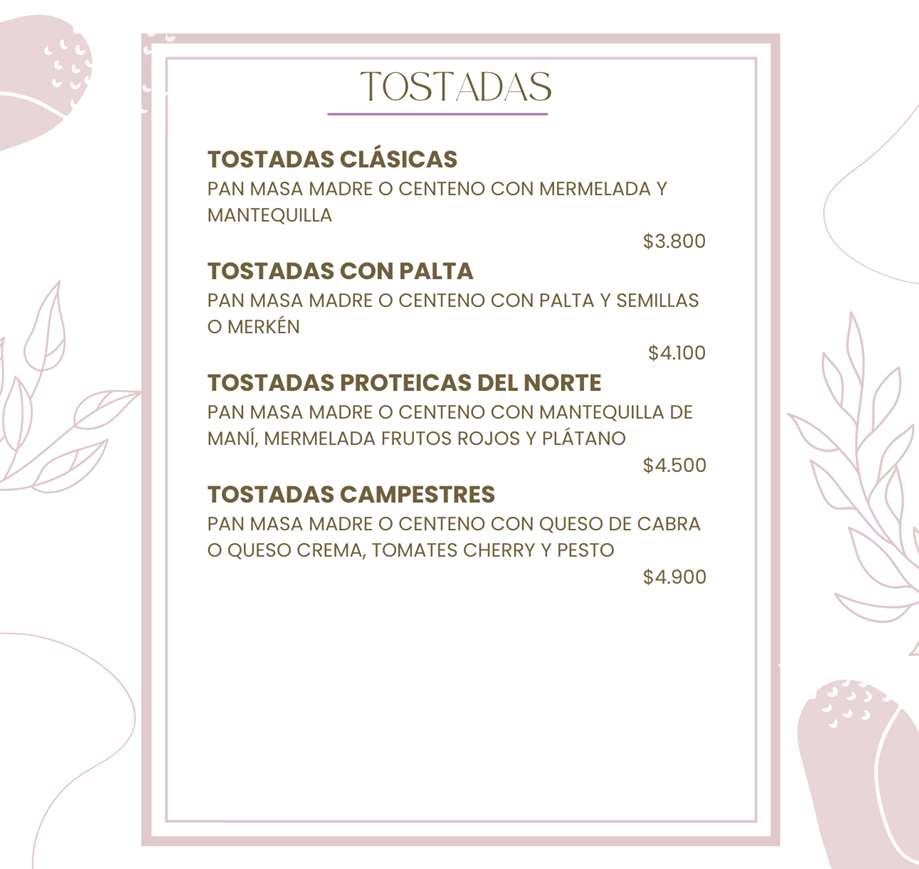 TOSTADAS
TOSTADAS CLÁSICAS
PAN MASA MADRE O CENTENO CON MERMELADA Y
MANTEQUILLA
$3.800
TOSTADAS CON PALTA
PAN MASA MADRE O CENTENO CON PALTA Y SEMILLAS
O MERKÉN
$4.100
TOSTADAS PROTEICAS DEL NORTE
PAN MASA MADRE O CENTENO CON MANTEQUILLA DE
MANÍ, MERMELADA FRUTOS ROJOS Y PLÁTANO
$4.500
TOSTADAS CAMPESTRES
PAN MASA MADRE O CENTENO CON QUESO DE CABRA
O QUESO CREMA, TOMATES CHERRY Y PESTO
$4.900